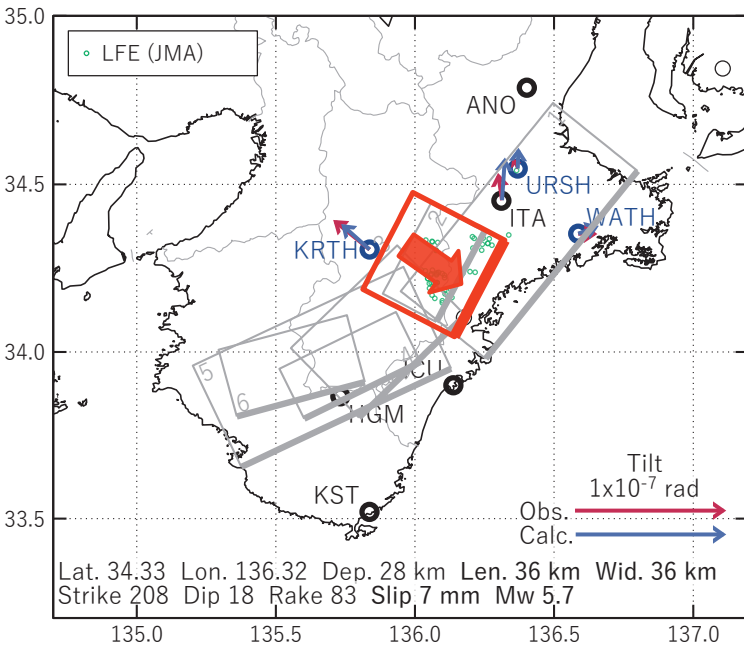 35.0
LFE (JMA)
ANO
34.5
URSH
ITA
WATH
KRTH
2
34.0
ICU
4
5
6
HGM
KST
33.5
Tilt
1x10-7 rad
Obs.
Calc.
Lat. 34.33 Lon. 136.32 Dep. 28 km Len. 36 km Wid. 36 km
Strike 208 Dip 18 Rake 83 Slip 7 mm Mw 5.7
135.0 135.5 136.0 136.5 137.0